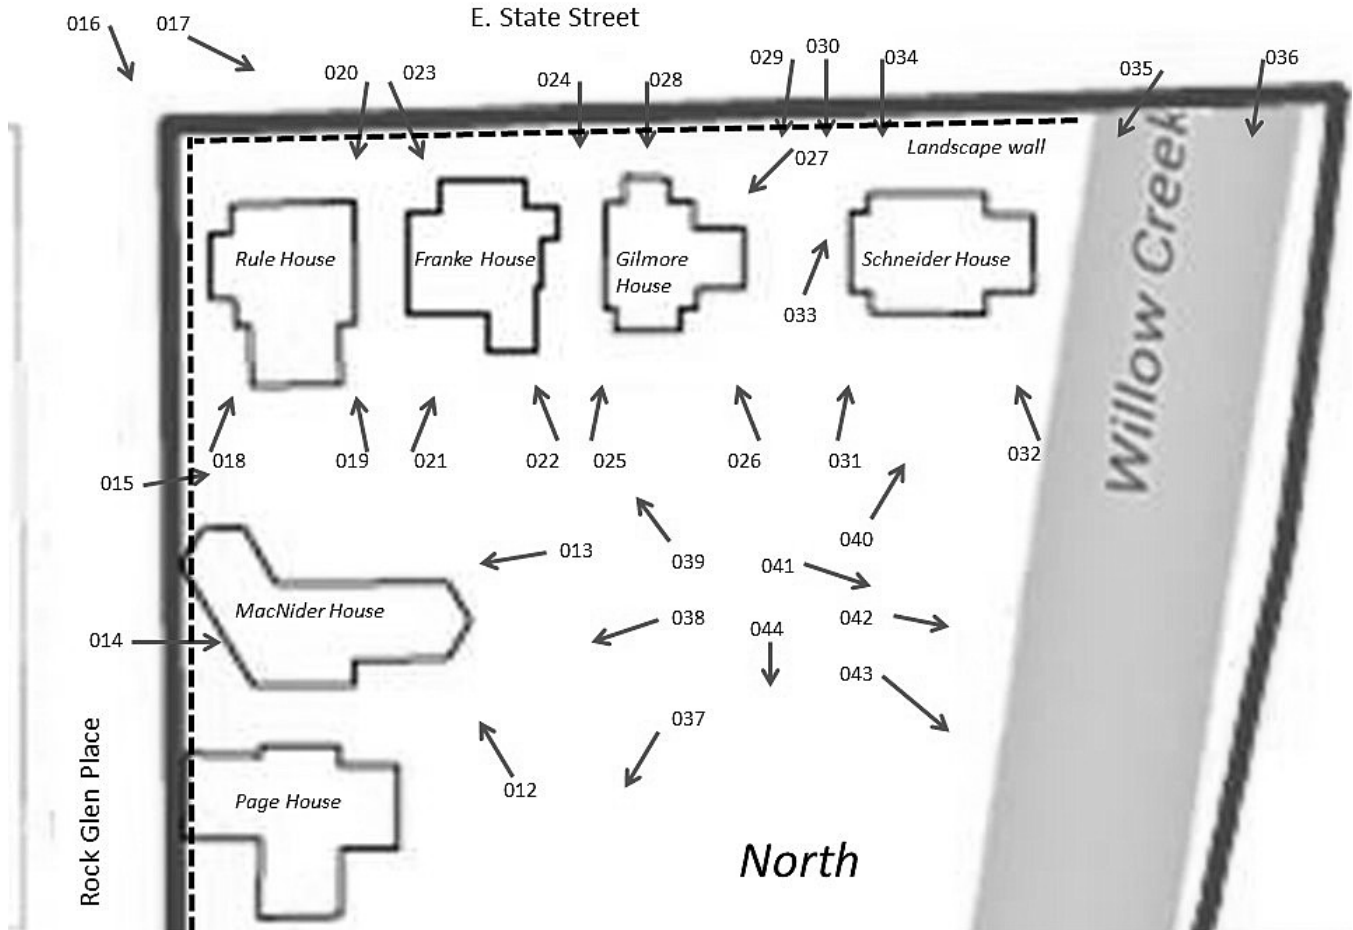 E. State Street
016
017
020
023
024
028
029
030
034
035
036
027
Landscape wall
Willow Creek
Rule House
Franke House
Gilmore
House
Schneider House
033
018
019
021
022
025
026
031
032
015
013
039
040
041
MacNider House
014
038
044
042
043
037
012
Page House
Rock Glen Place
North